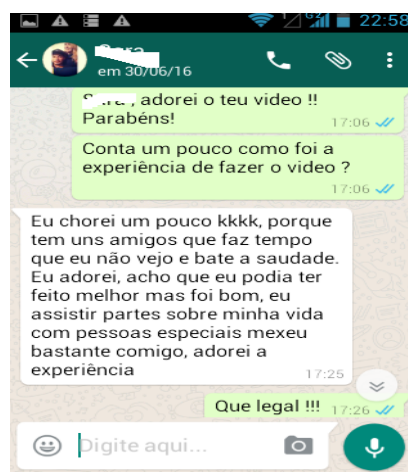 22:58
em 30/06/16
, adorei o teu video !!
Parabéns!
17:06
Conta um pouco como foi a
experiência de fazer o video ?
17:06
Eu chorei um pouco kkkk, porque
tem uns amigos que faz tempo
que eu não vejo e bate a saudade.
Eu adorei, acho que eu podia ter
feito melhor mas foi bom, eu
assistir partes sobre minha vida
com pessoas especiais mexeu
bastante comigo, adorei a
experiência
17:25
Que legal !!! 17:26
Digite aqui...